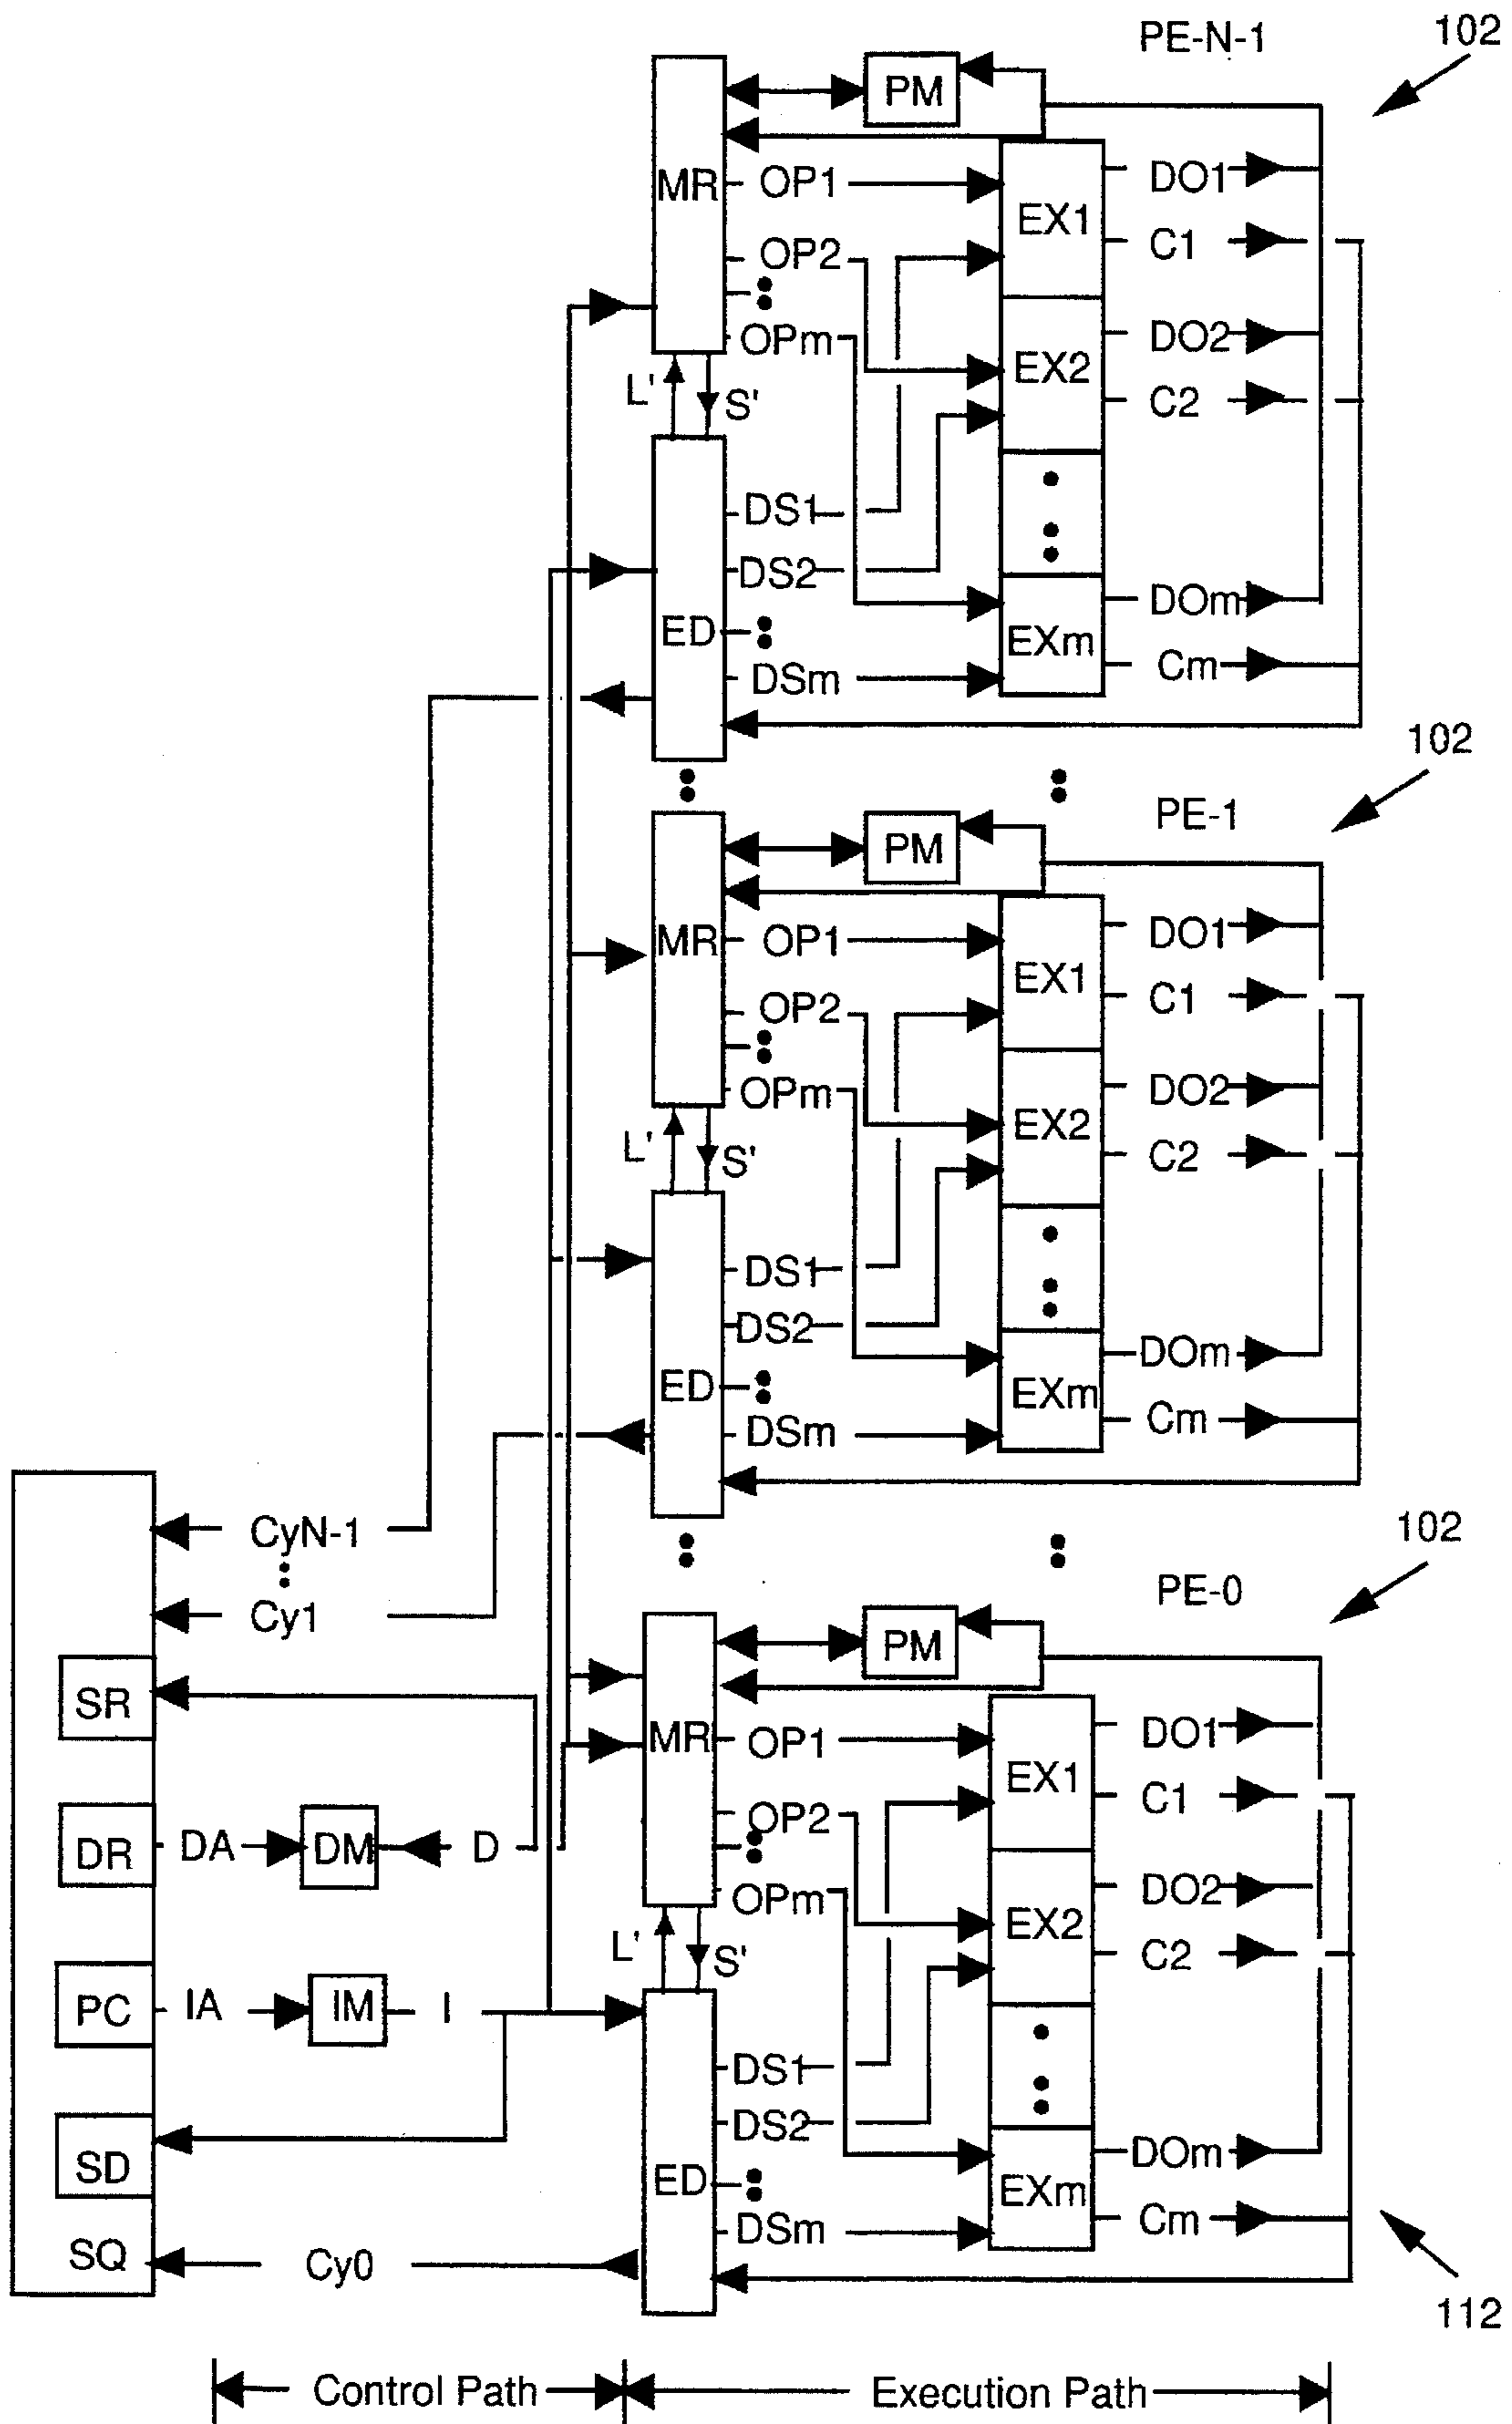 PE-N-1
102
PM
MR
OP1
DO1
EX1
OP2
C1
OPm
DO2
EX2
L'
S'
C2
DS1
DS2
DOm
ED
EXm
Cm
DSm
102
PE-1
PM
MR
OP1
DO1
EX1
OP2
C1
OPm
DO2
EX2
L'
S'
C2
DS1
DS2
DOm
ED
EXm
Cm
DSm
CyN-1
102
PE-0
Cy1
PM
SR
MR
OP1
DO1
EX1
C1
OP2
DR
DA
DM
D
DO2
OPm
EX2
L'
S'
C2
PC
IA
IM
I
DS1
DS2
DOm
SD
ED
EXm
Cm
DSm
SQ
Cy0
112
Control Path
Execution Path